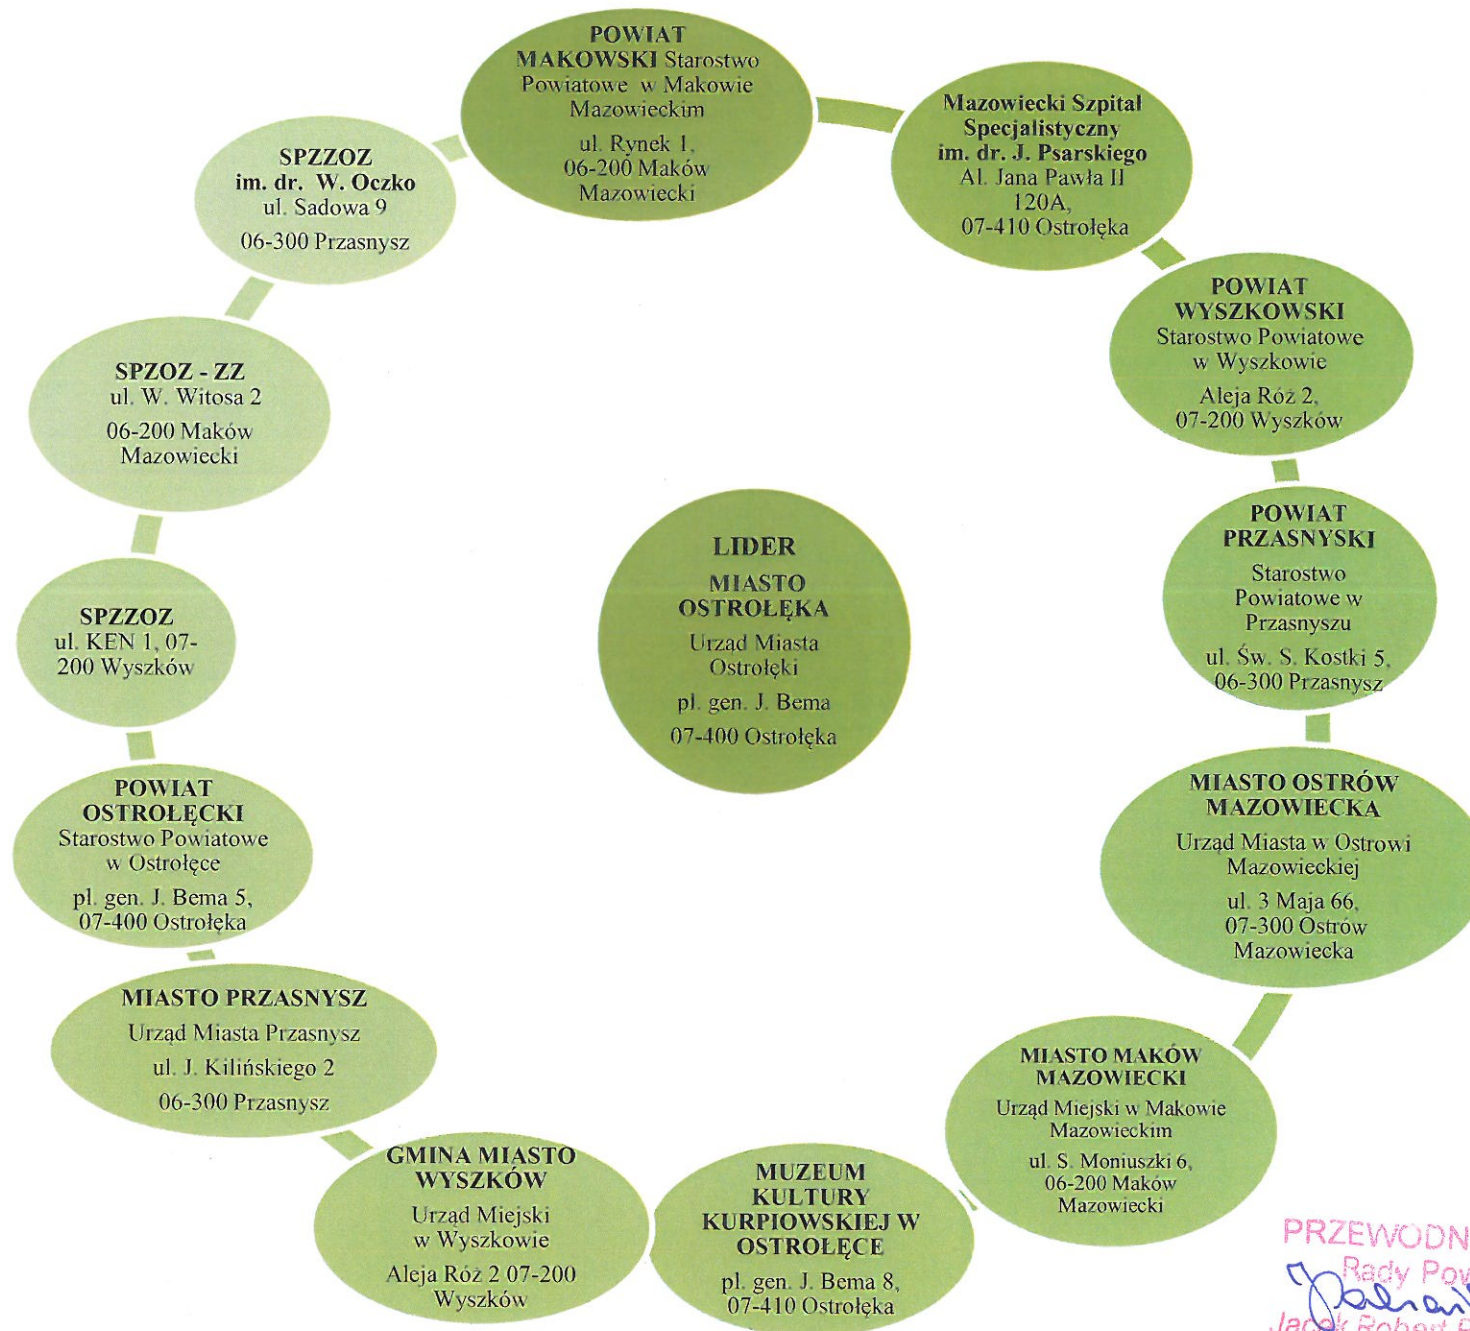 POWIAT
MAKOWSKI Starostwo
Powiatowe w Makowie
Mazowieckim
ul. Rynek 1,
06-200 Maków
Mazowiecki
Mazowiecki Szpital
Specjalistyczny
im. dr. J. Psarskiego
Al. Jana Pawła II
120A,
07-410 Ostrołęka
POWIAT
WYSZKOWSKI
Starostwo Powiatowe
w Wyszkowie
Aleja Róż 2,
07-200 Wyszków
POWIAT
PRZASNYSKI
Starostwo
Powiatowe w
Przasnyszu
ul. Św. S. Kostki 5,
06-300 Przasnysz
MIASTO OSTRÓW
MAZOWIECKA
Urząd Miasta w Ostrowi
Mazowieckiej
ul. 3 Maja 66,
07-300 Ostrów
Mazowiecka
MIASTO MAKÓW
MAZOWIECKI
Urząd Miejski w Makowie
Mazowieckim
ul. S. Moniuszki 6,
06-200 Maków
Mazowiecki
MUZEUM
KULTURY
KURPIOWSKIEJ W
OSTROŁĘCE
pl. gen. J. Bema 8,
07-410 Ostrołęka
GMINA MIASTO
WYSZKÓW
Urząd Miejski
w Wyszkowie
Aleja Róż 2 07-200
Wyszków
MIASTO PRZASNYSZ
Urząd Miasta Przasnysz
ul. J. Kilińskiego 2
06-300 Przasnysz
POWIAT
OSTROŁĘCKI
Starostwo Powiatowe
w Ostrołęce
pl. gen. J. Bema 5,
07-400 Ostrołęka
SPZZOZ
ul. KEN 1, 07-
200 Wyszków
SPZOZ - ZZ
ul. W. Witosa 2
06-200 Maków
Mazowiecki
SPZZOZ
im. dr. W. Oczko
ul. Sadowa 9
06-300 Przasnysz
LIDER
MIASTO
OSTROŁĘKA
Urząd Miasta
Ostrołęki
pl. gen. J. Bema
07-400 Ostrołęka
PRZEWODN
Rady Pow
Jacek Robert